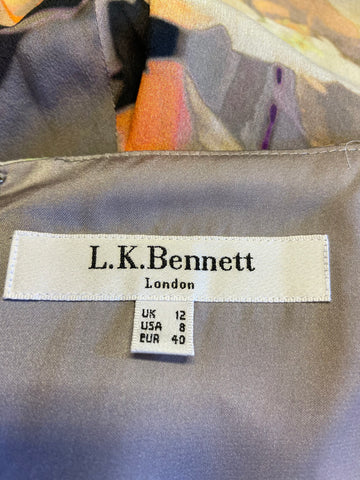 L.K.Bennett
London
UK 12
USA 8
EUR 40